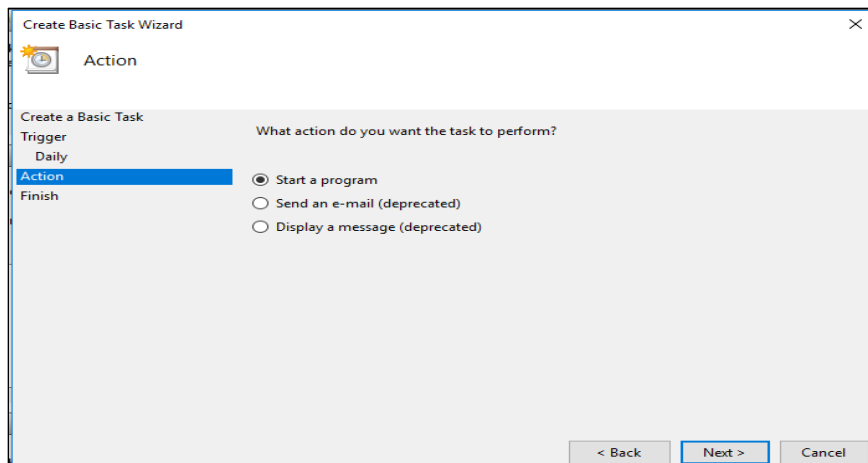 Create Basic Task Wizard
Action
Create a Basic Task
Trigger
Daily
Action
Finish
What action do you want the task to perform?
Start a program
Send an e-mail (deprecated)
Display a message (deprecated)
< Back
Next >
Cancel